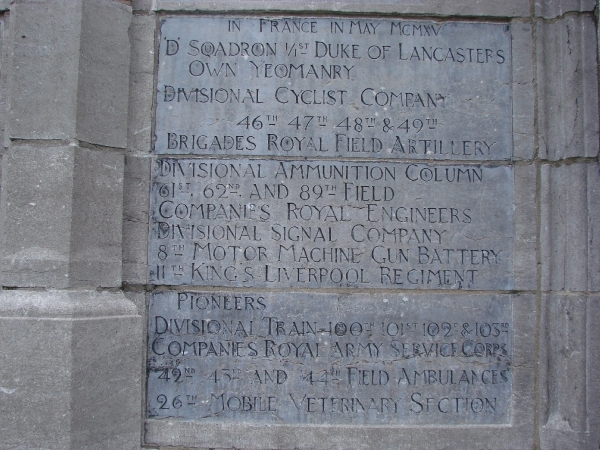 IN FRANCE IN MAY MCMXV
'D' SQADRON 1/1ST DUKE OF LANCASTERS
OWN YEOMANRY
DIVISIONAL CYCLIST COMPANY
46TH 47TH 48TH & 49TH
BRIGADES ROYAL FIELD ARTILLERY
DIVISIONAL AMMUNITION COLUMN
61ST, 62ND, AND 89TH FIELD
COMPANIES ROYAL ENGINEERS
DIVISIONAL SIGNAL COMPANY
8TH MOTOR MACHINE GUN BATTERY
11TH KING'S LIVERPOOL REGIMENT
PIONEERS
DIVISIONAL TRAIN-100TH 101ST 102ND & 103RD
COMPANIES ROYAL ARMY SERVICE CORPS
42ND 43RD AND 44TH FIELD AMBULANCES
26TH MOBILE VETERINARY SECTION